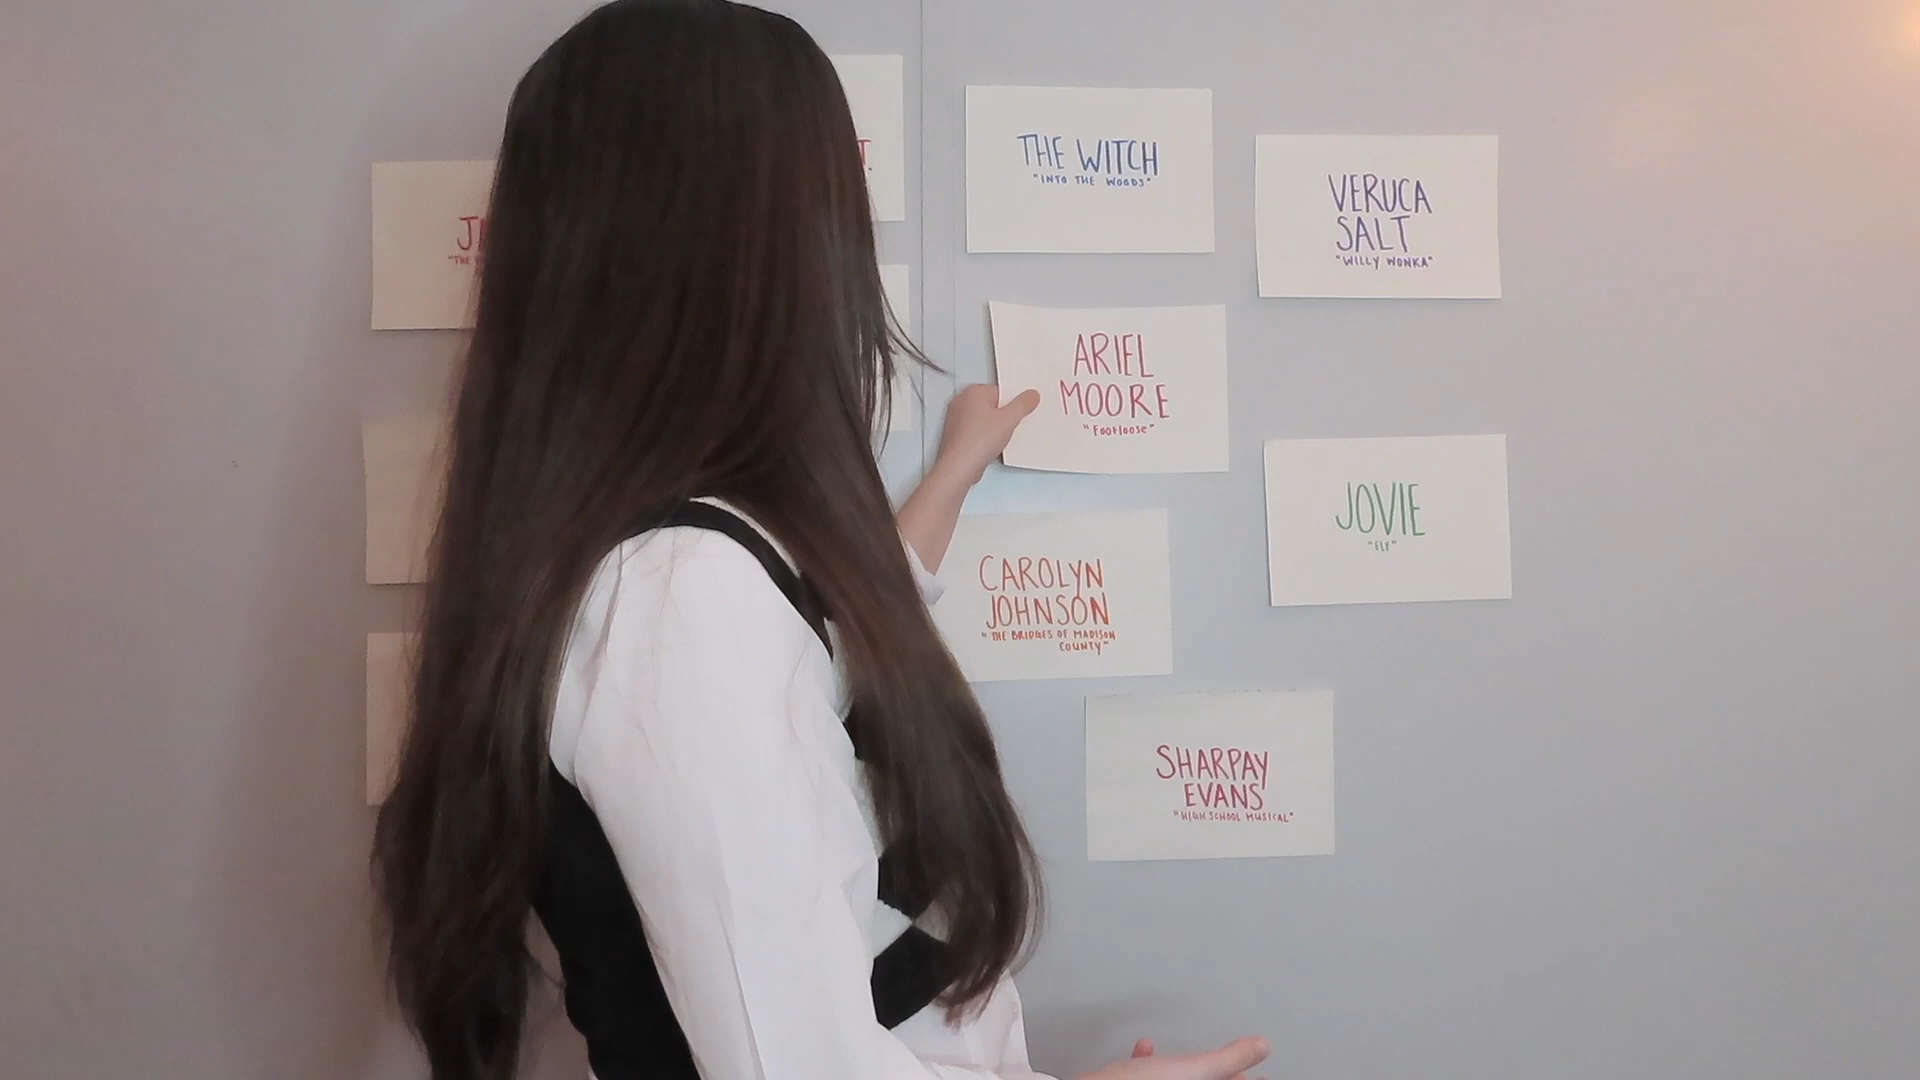 THE WITCH
"INTO THE WOODS"
VERUCA
SALT
"WILLY WONKA"
ARIEL
MOORE
"Footloose"
JOVIE
"ELF"
CAROLYN
JOHNSON
"THE BRIDGES OF MADISON
COUNTY"
SHARPAY
EVANS
"HIGH SCHOOL MUSICAL"